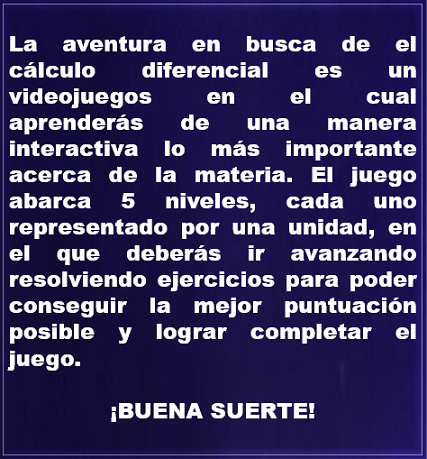 La aventura en busca de el
cálculo diferencial es un
videojuegos en el cual
aprenderás de una manera
interactiva lo más importante
acerca de la materia. El juego
abarca 5 niveles, cada uno
representado por una unidad, en
el que deberás ir avanzando
resolviendo ejercicios para poder
conseguir la mejor puntuación
posible y lograr completar el
juego.
¡BUENA SUERTE!